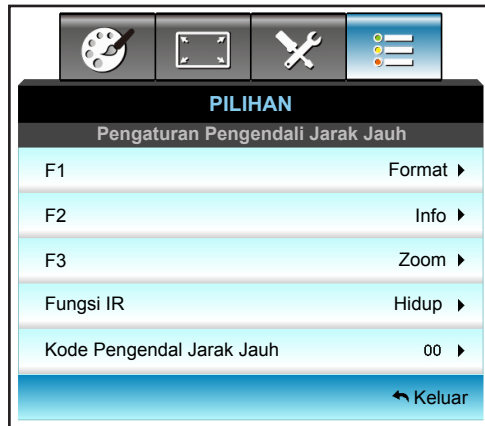 PILIHAN
Pengaturan Pengendali Jarak Jauh
F1 Format
F2 Info
F3 Zoom
Fungsi IR Hidup
Kode Pengendal Jarak Jauh 00
Keluar